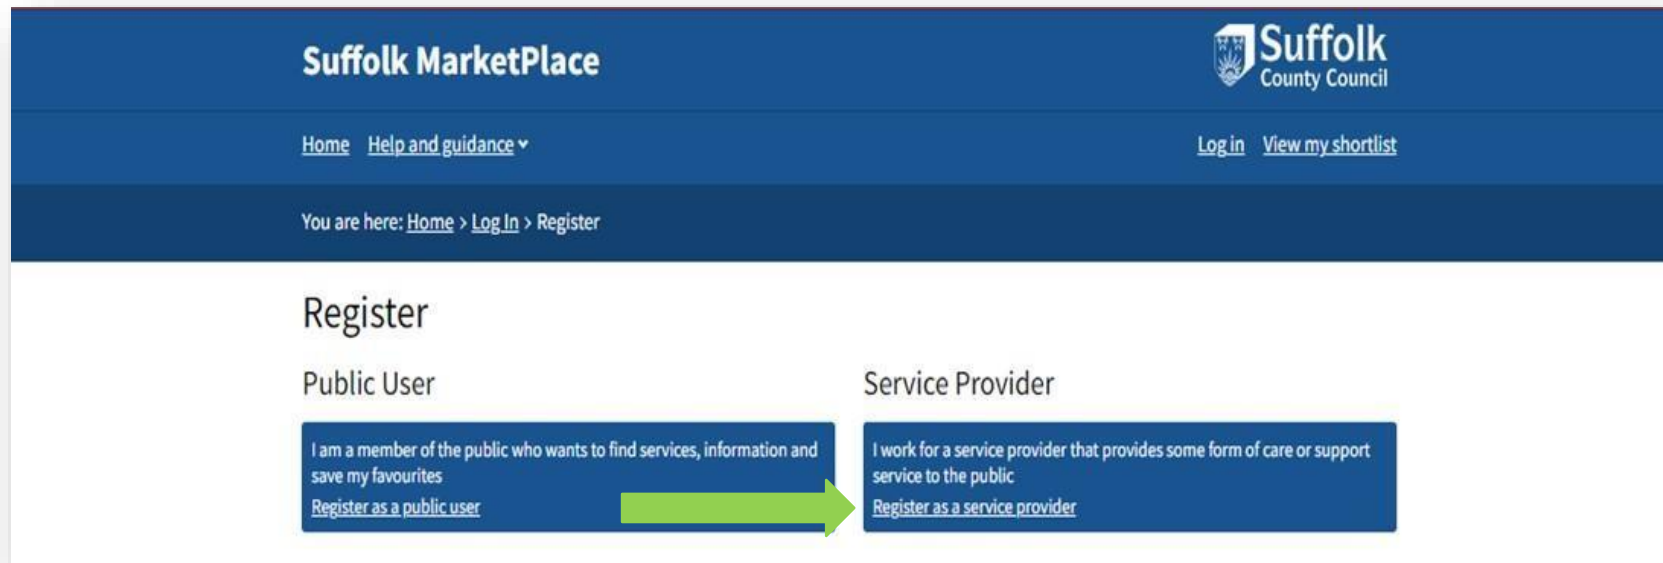 Suffolk MarketPlace
Suffolk
County Council
Home Help and guidance
Log in View my shortlist
You are here: Home > Log In > Register
Register
Public User
I am a member of the public who wants to find services, information and
save my favourites
Register as a public user
Service Provider
I work for a service provider that provides some form of care or support
service to the public
Register as a service provider